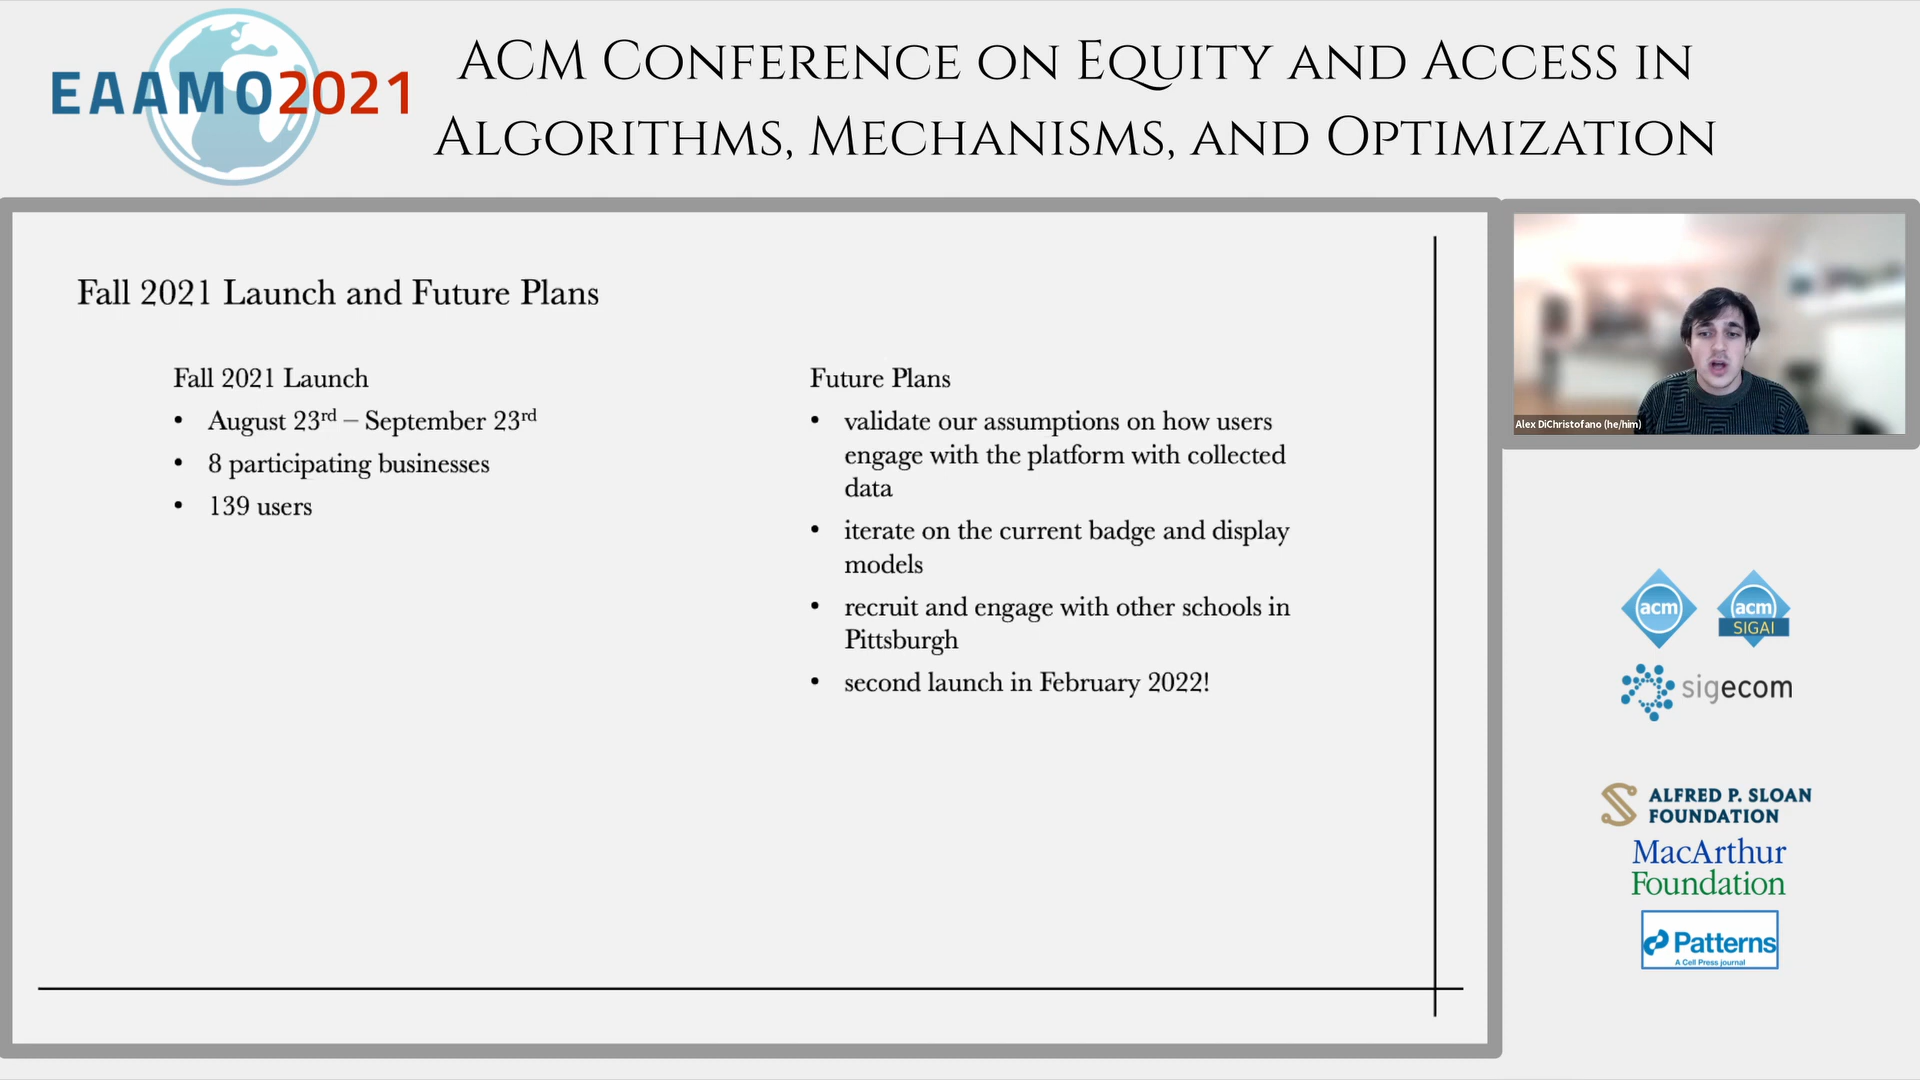 EAAMO2021
ACM Conference on Equity and Access in
Algorithms, Mechanisms, and Optimization
Fall 2021 Launch and Future Plans
Fall 2021 Launch
• August 23rd – September 23rd
• 8 participating businesses
• 139 users
Future Plans
• validate our assumptions on how users
engage with the platform with collected
data
• iterate on the current badge and display
models
• recruit and engage with other schools in
Pittsburgh
• second launch in February 2022!
Alex DiChristofano (he/him)
acm
acm
SIGAI
sigecom
ALFRED P. SLOAN
FOUNDATION
MacArthur
Foundation
Patterns
A Cell Press journal